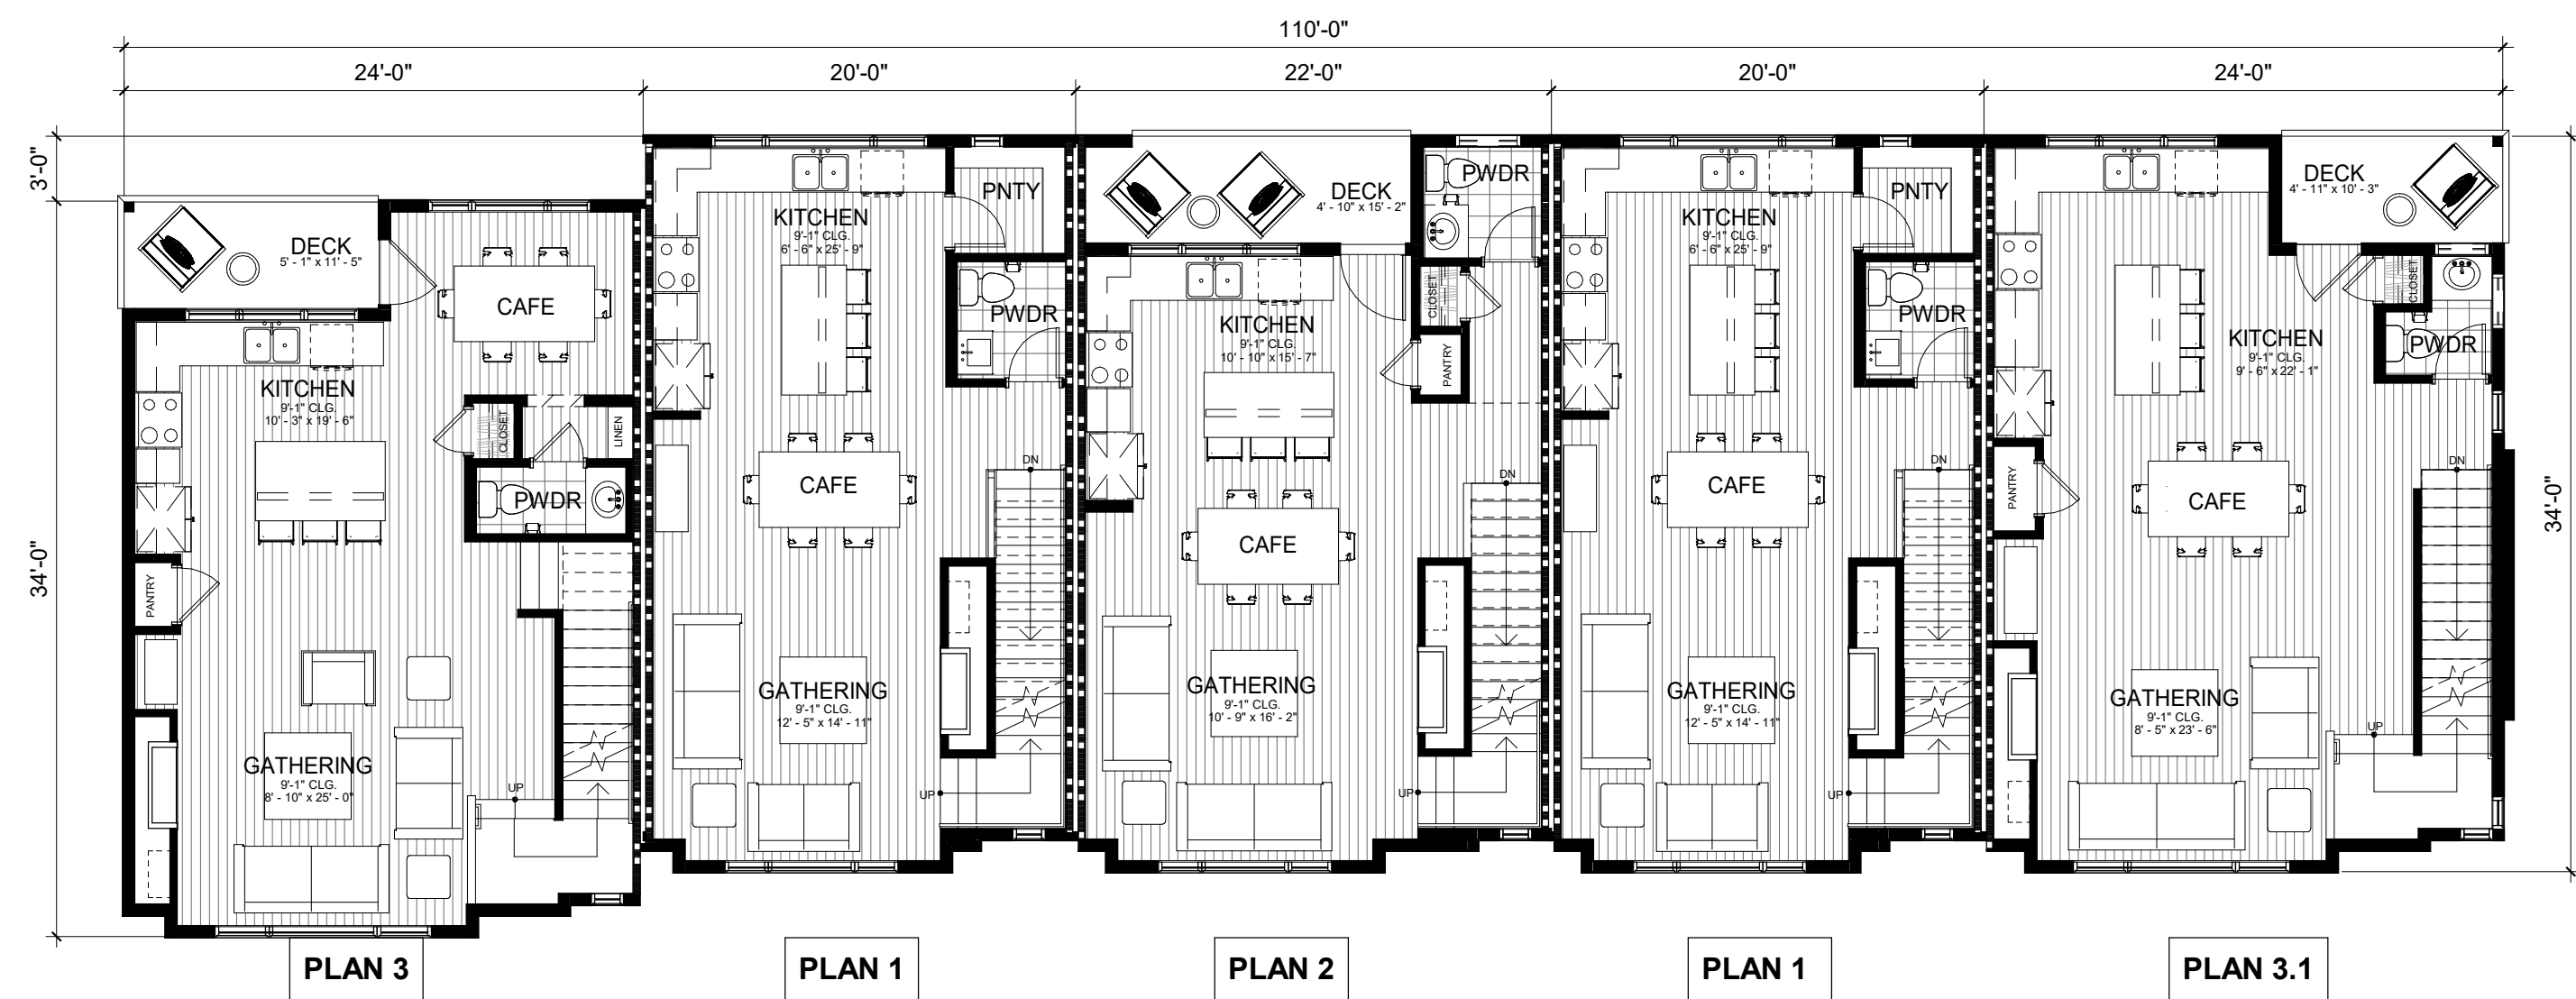 110'-0"
24'-0"
20'-0"
22'-0"
20'-0"
24'-0"
3'-0"
34'-0"
34'-0"
DECK
5' - 1" x 11' - 5"
CAFE
KITCHEN
9'-1" CLG.
10' - 3" x 19' - 6"
CLOSET
LINEN
PWDR
PANTRY
GATHERING
9'-1" CLG.
8' - 10" x 25' - 0"
UP
PLAN 3
KITCHEN
9'-1" CLG.
6' - 6" x 25' - 9"
PNTY
PWDR
CAFE
DN
GATHERING
9'-1" CLG.
12' - 5" x 14' - 11"
UP
PLAN 1
DECK
4' - 10" x 15' - 2"
PWDR
CLOSET
KITCHEN
9'-1" CLG.
10' - 10" x 15' - 7"
PANTRY
DN
CAFE
GATHERING
9'-1" CLG.
10' - 9" x 16' - 2"
UP
PLAN 2
KITCHEN
9'-1" CLG.
6' - 6" x 25' - 9"
PNTY
PWDR
CAFE
DN
GATHERING
9'-1" CLG.
12' - 5" x 14' - 11"
UP
PLAN 1
DECK
4' - 11" x 10' - 3"
CLOSET
KITCHEN
9'-1" CLG.
9' - 6" x 22' - 1"
PWDR
PANTRY
CAFE
DN
GATHERING
9'-1" CLG.
8' - 5" x 23' - 6"
UP
PLAN 3.1